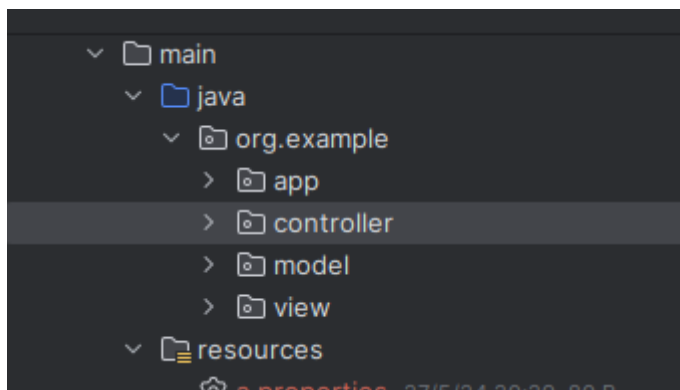 main
java
org.example
app
controller
model
view
resources